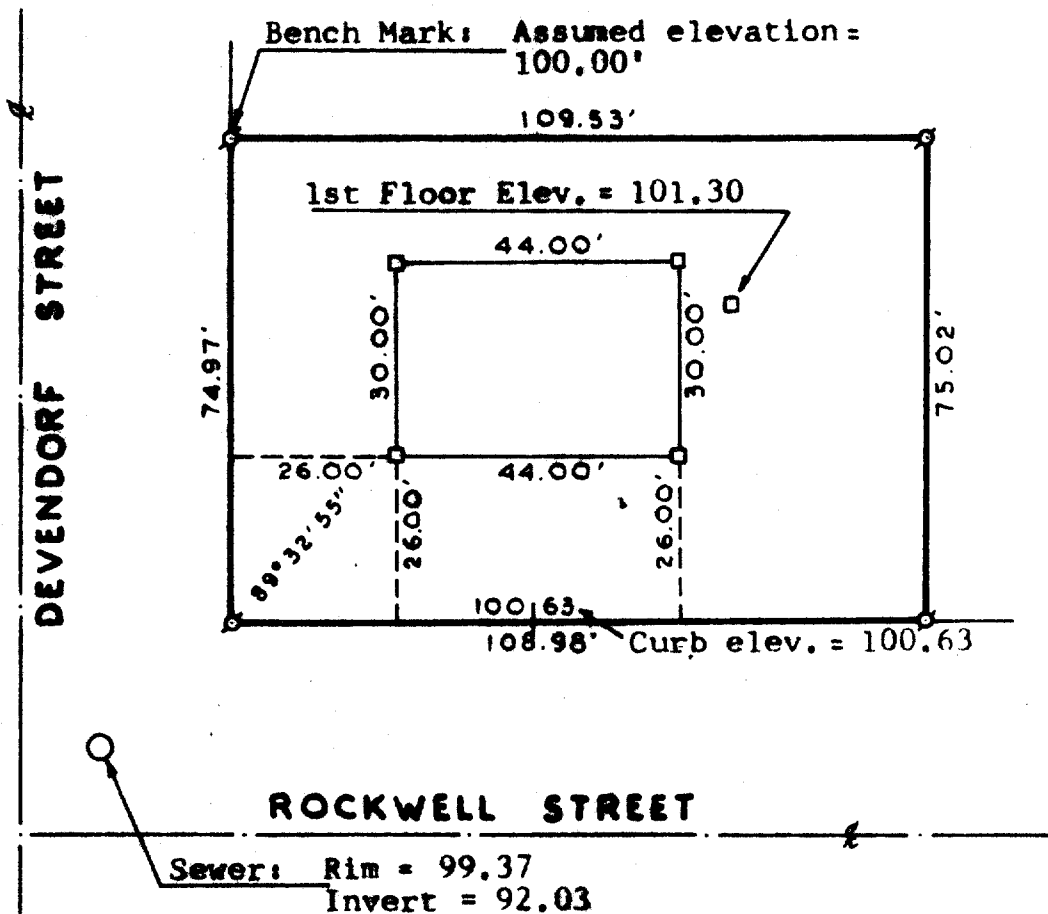 Bench Mark: Assumed elevation =
100.00'
℄
109.53'
DEVENDORF STREET
1st Floor Elev. = 101.30
44.00'
74.97'
30.00'
30.00'
75.02'
26.00'
44.00'
89°32'55"
26.00'
26.00'
100.63
108.98'
Curb elev. = 100.63
ROCKWELL STREET
℄
Sewer: Rim = 99.37
Invert = 92.03